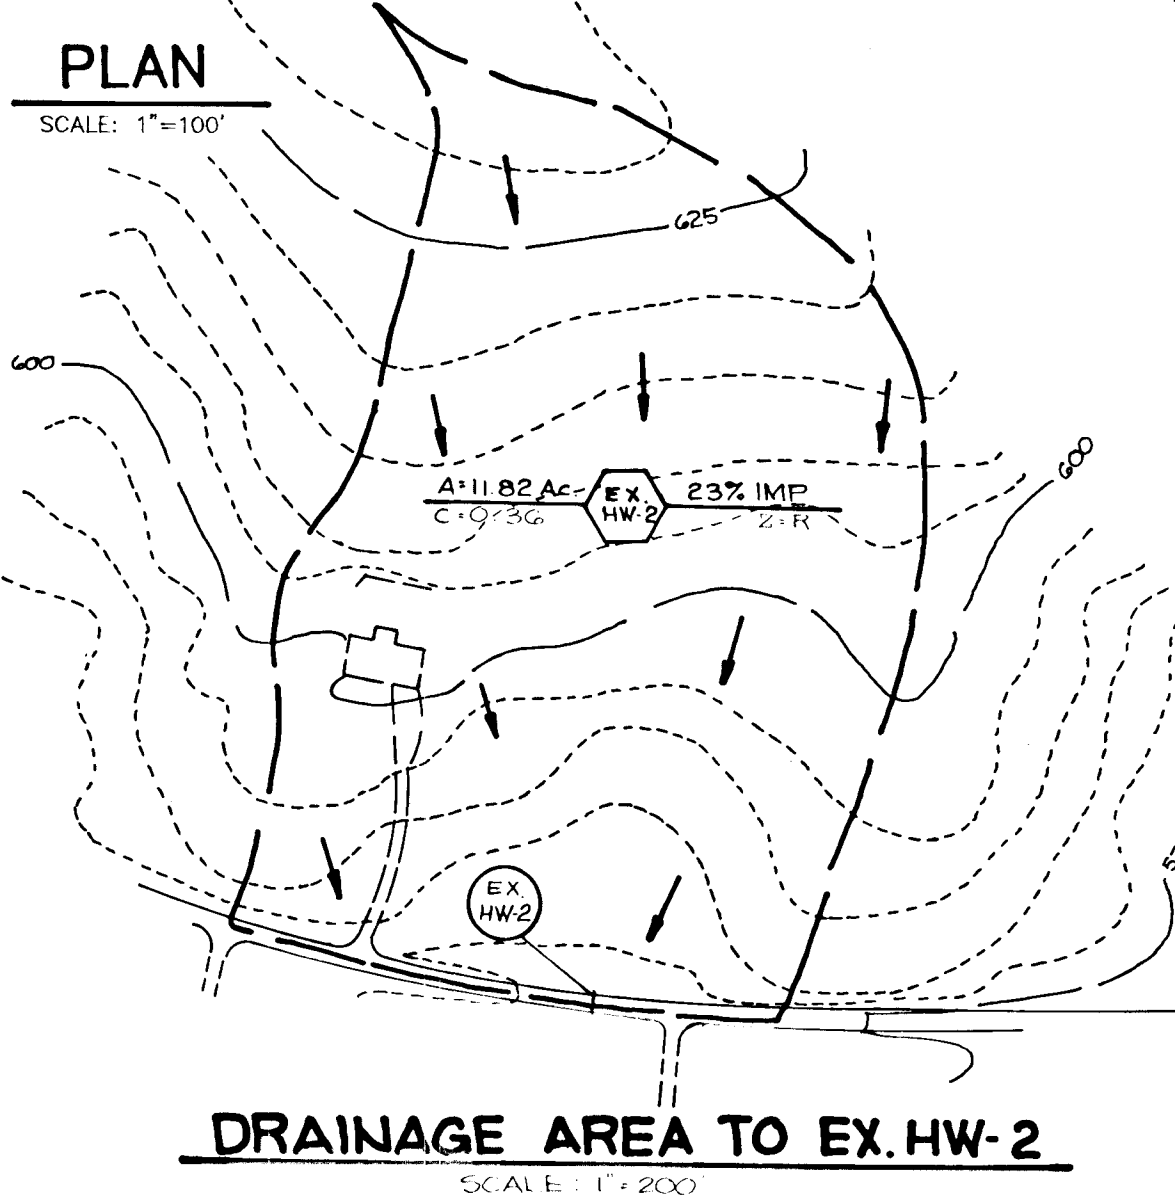 PLAN
SCALE: 1"=100'
625
600
A=11.82 Ac.
C=0.36
EX.
HW-2
23% IMP
Z=R
600
EX.
HW-2
5
DRAINAGE AREA TO EX. HW-2
SCALE: 1"=200'